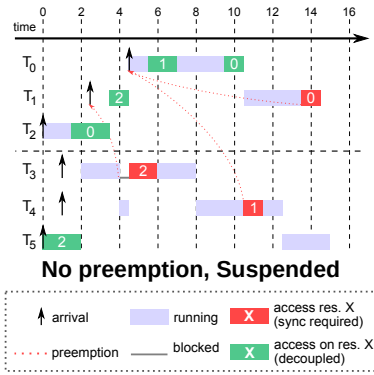 0 2 4 6 8 10 12 14 16
time
T0 1 0
T1 2 0
T2 0
T3 2
T4 1
T5 2
No preemption, Suspended
arrival running X access res. X
(sync required)
preemption blocked X access on res. X
(decoupled)